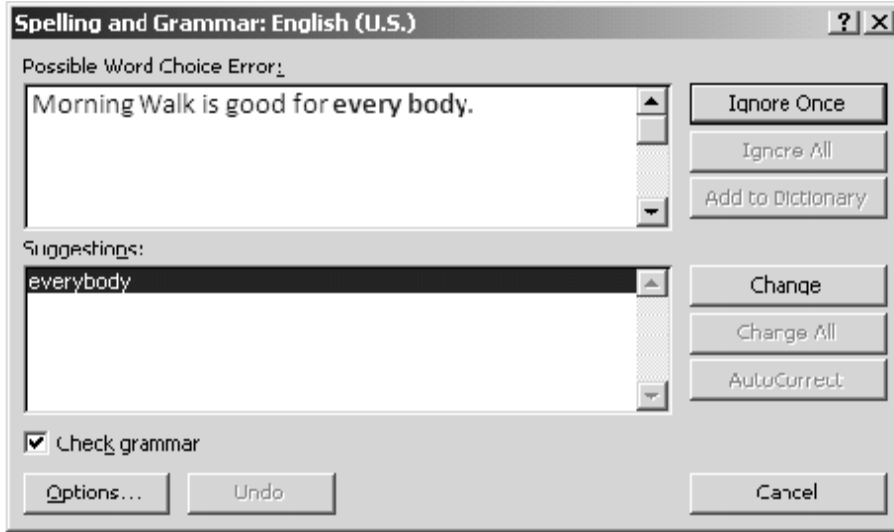 Spelling and Grammar: English (U.S.)
? X
Possible Word Choice Error:
Morning Walk is good for every body.
Ignore Once
Ignore All
Add to Dictionary
Suggestions:
everybody
Change
Change All
AutoCorrect
Check grammar
Options... Undo Cancel